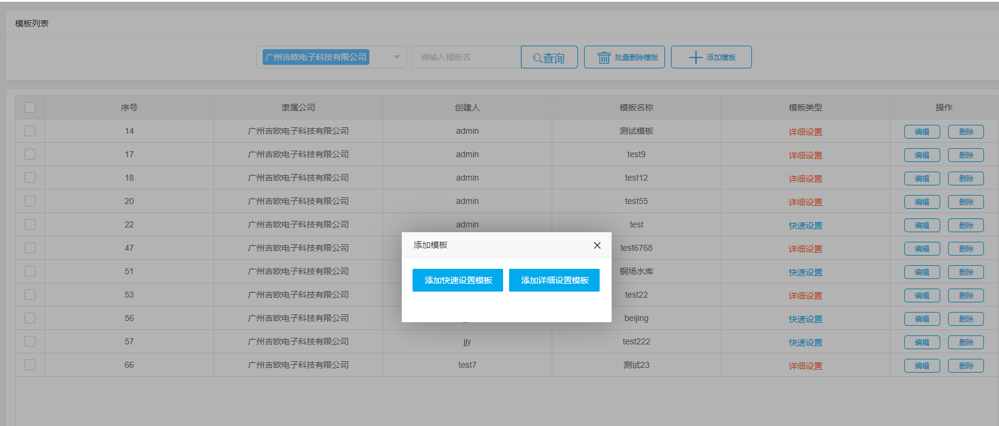 模板列表
广州吉欧电子科技有限公司 请输入模板名 查询 批量删除模板 添加模板
序号 隶属公司 创建人 模板名称 模板类型 操作
14 广州吉欧电子科技有限公司 admin 测试模板 详细设置 编辑 删除
17 广州吉欧电子科技有限公司 admin test9 详细设置 编辑 删除
18 广州吉欧电子科技有限公司 admin test12 详细设置 编辑 删除
20 广州吉欧电子科技有限公司 admin test55 详细设置 编辑 删除
22 广州吉欧电子科技有限公司 admin test 快速设置 编辑 删除
47 广州吉欧电子科技有限公司 test6768 详细设置 编辑 删除
51 广州吉欧电子科技有限公司 铜场水库 快速设置 编辑 删除
53 广州吉欧电子科技有限公司 test22 详细设置 编辑 删除
56 广州吉欧电子科技有限公司 beijing 快速设置 编辑 删除
57 广州吉欧电子科技有限公司 jjy test222 快速设置 编辑 删除
66 广州吉欧电子科技有限公司 test7 测试23 详细设置 编辑 删除
添加模板
添加快速设置模板 添加详细设置模板